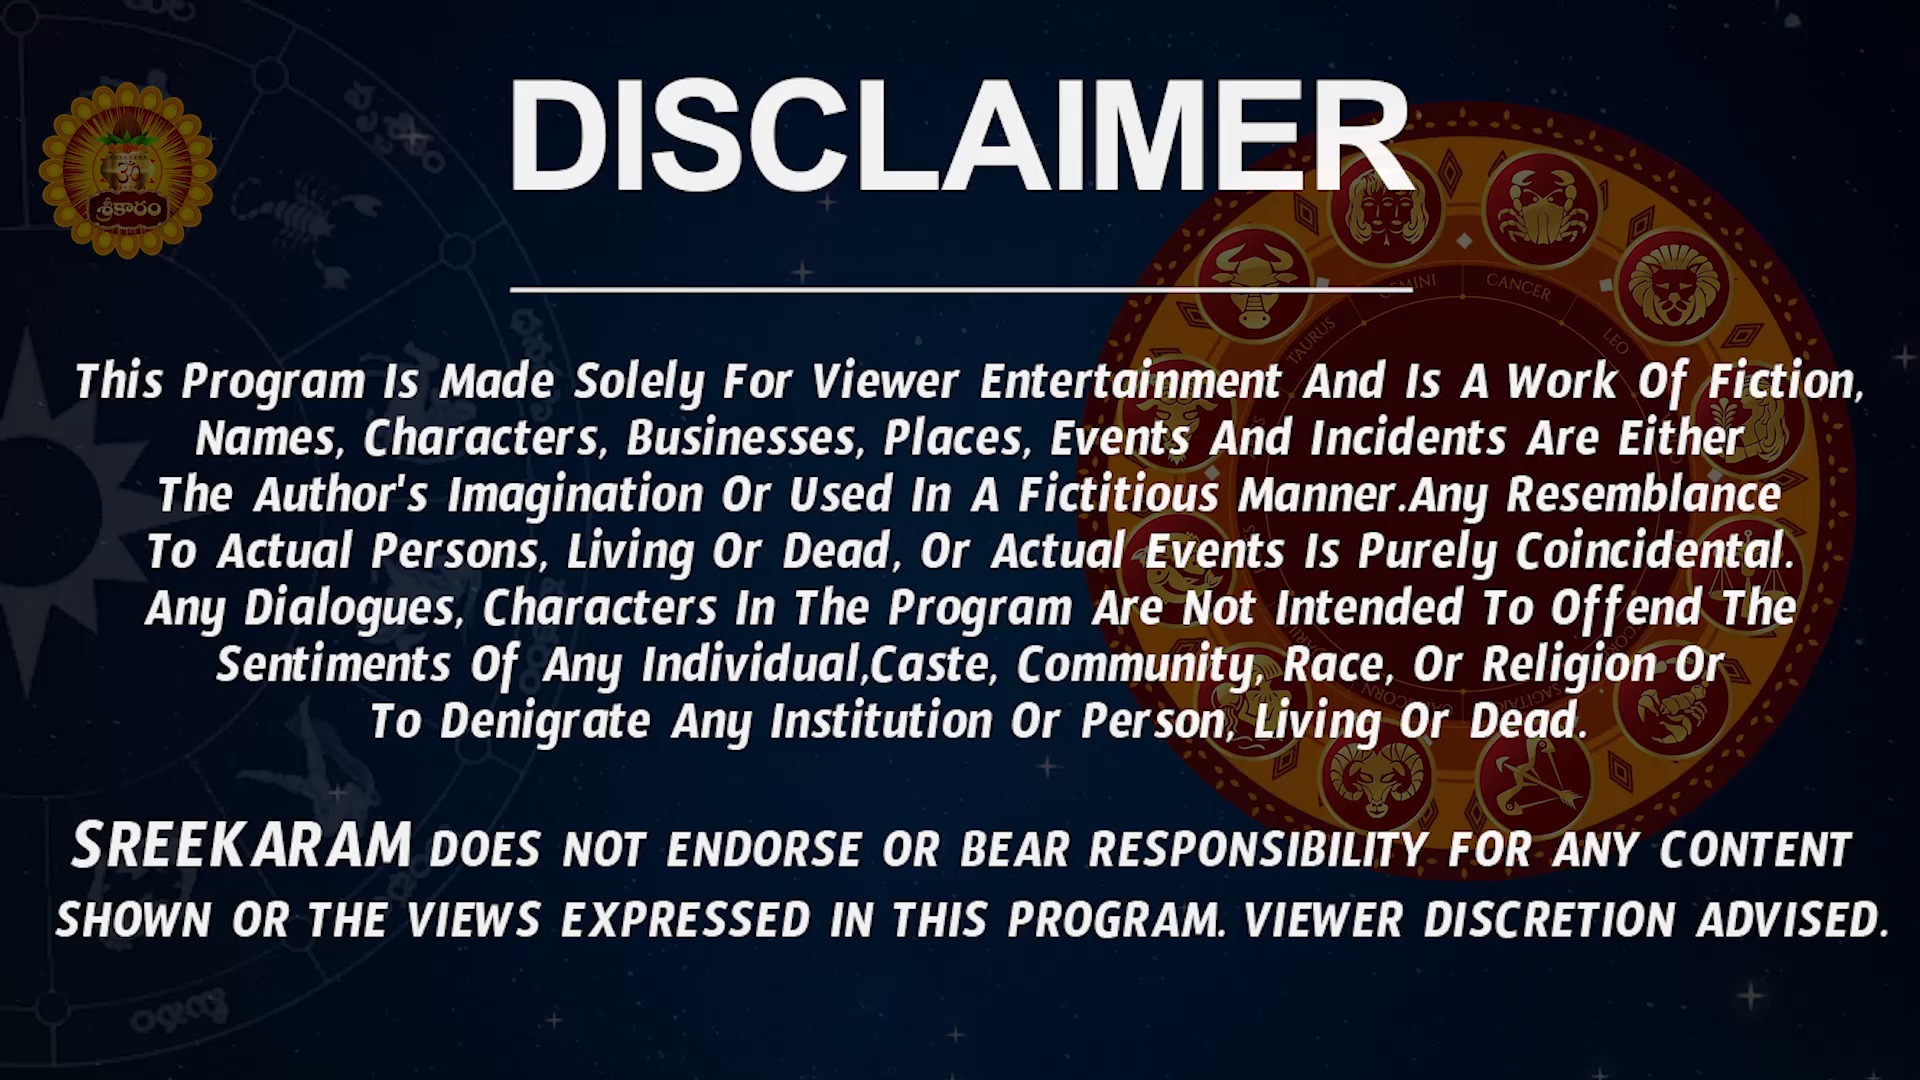 DISCLAIMER
ఓం
శ్రీకారం
GEMINI
CANCER
TAURUS
LEO
This Program Is Made Solely For Viewer Entertainment And Is A Work Of Fiction,
Names, Characters, Businesses, Places, Events And Incidents Are Either
The Author's Imagination Or Used In A Fictitious Manner.Any Resemblance
To Actual Persons, Living Or Dead, Or Actual Events Is Purely Coincidental.
Any Dialogues, Characters In The Program Are Not Intended To Offend The
Sentiments Of Any Individual,Caste, Community, Race, Or Religion Or
To Denigrate Any Institution Or Person, Living Or Dead.
SREEKARAM DOES NOT ENDORSE OR BEAR RESPONSIBILITY FOR ANY CONTENT
SHOWN OR THE VIEWS EXPRESSED IN THIS PROGRAM. VIEWER DISCRETION ADVISED.